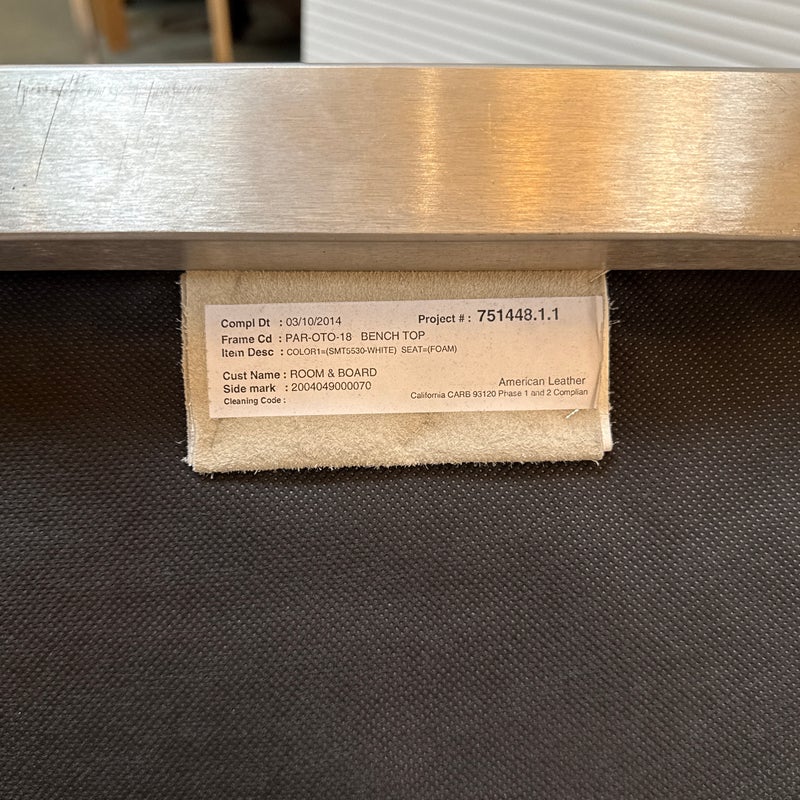 Compl Dt : 03/10/2014 Project # : 751448.1.1
Frame Cd : PAR-OTO-18 BENCH TOP
Item Desc : COLOR1=(SMT5530-WHITE) SEAT=(FOAM)
Cust Name : ROOM & BOARD
Side mark : 2004049000070 American Leather
Cleaning Code : California CARB 93120 Phase 1 and 2 Complian